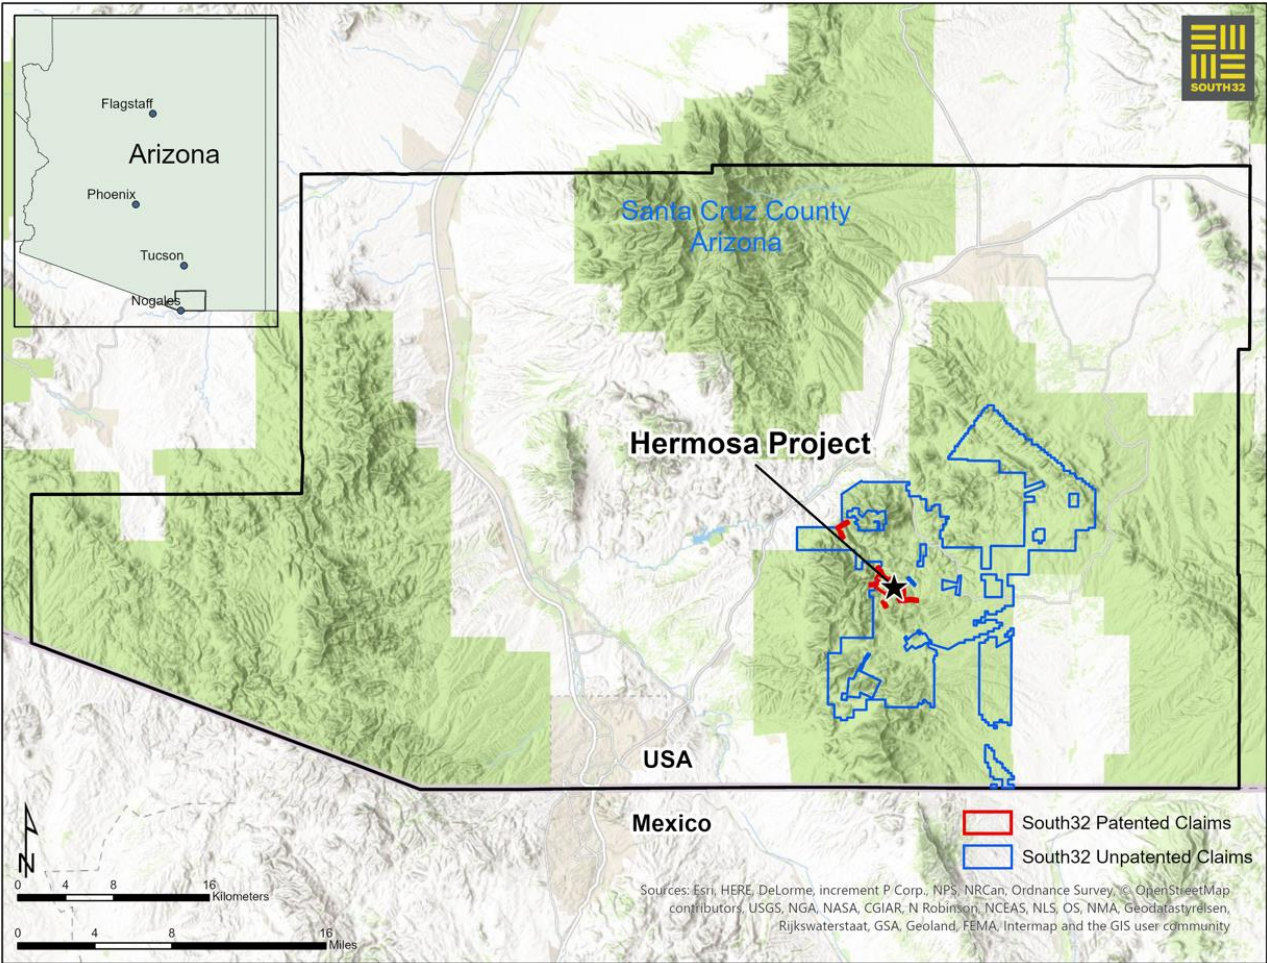 SOUTH32
Flagstaff
Arizona
Phoenix
Tucson
Nogales
Santa Cruz County
Arizona
Hermosa Project
USA
Mexico
South32 Patented Claims
South32 Unpatented Claims
N
0 4 8 16
Kilometers
0 4 8 16
Miles
Sources: Esri, HERE, DeLorme, increment P Corp., NPS, NRCan, Ordnance Survey, © OpenStreetMap
contributors, USGS, NGA, NASA, CGIAR, N Robinson, NCEAS, NLS, OS, NMA, Geodatastyrelsen,
Rijkswaterstaat, GSA, Geoland, FEMA, Intermap and the GIS user community